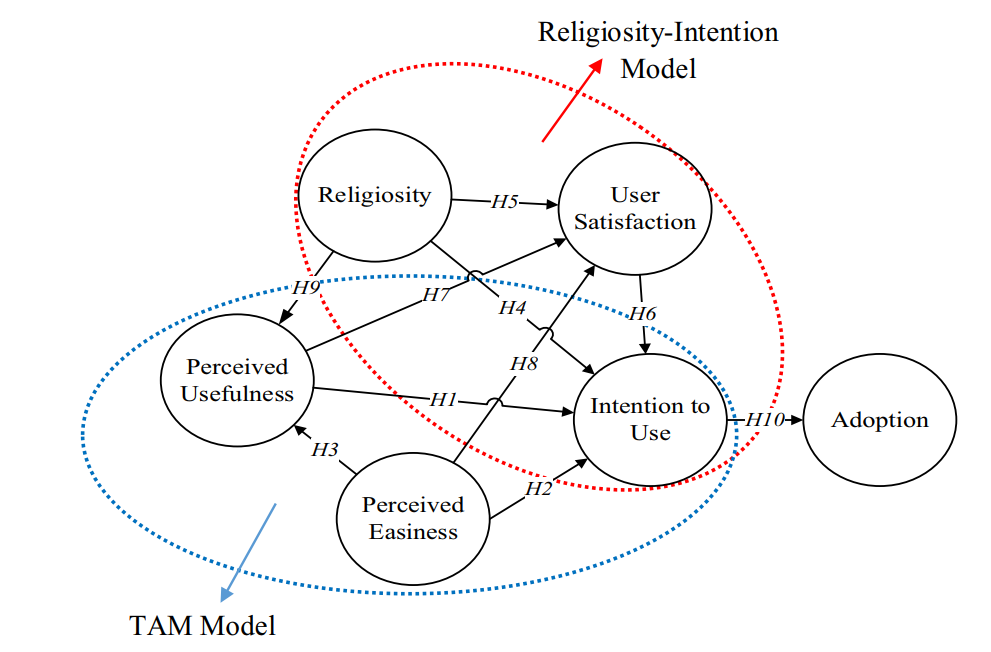 Religiosity-Intention
Model
Religiosity
User
Satisfaction
H5
H9
H7
H4
H6
H8
Perceived
Usefulness
H1
Intention to
Use
H10
Adoption
H3
H2
Perceived
Easiness
TAM Model